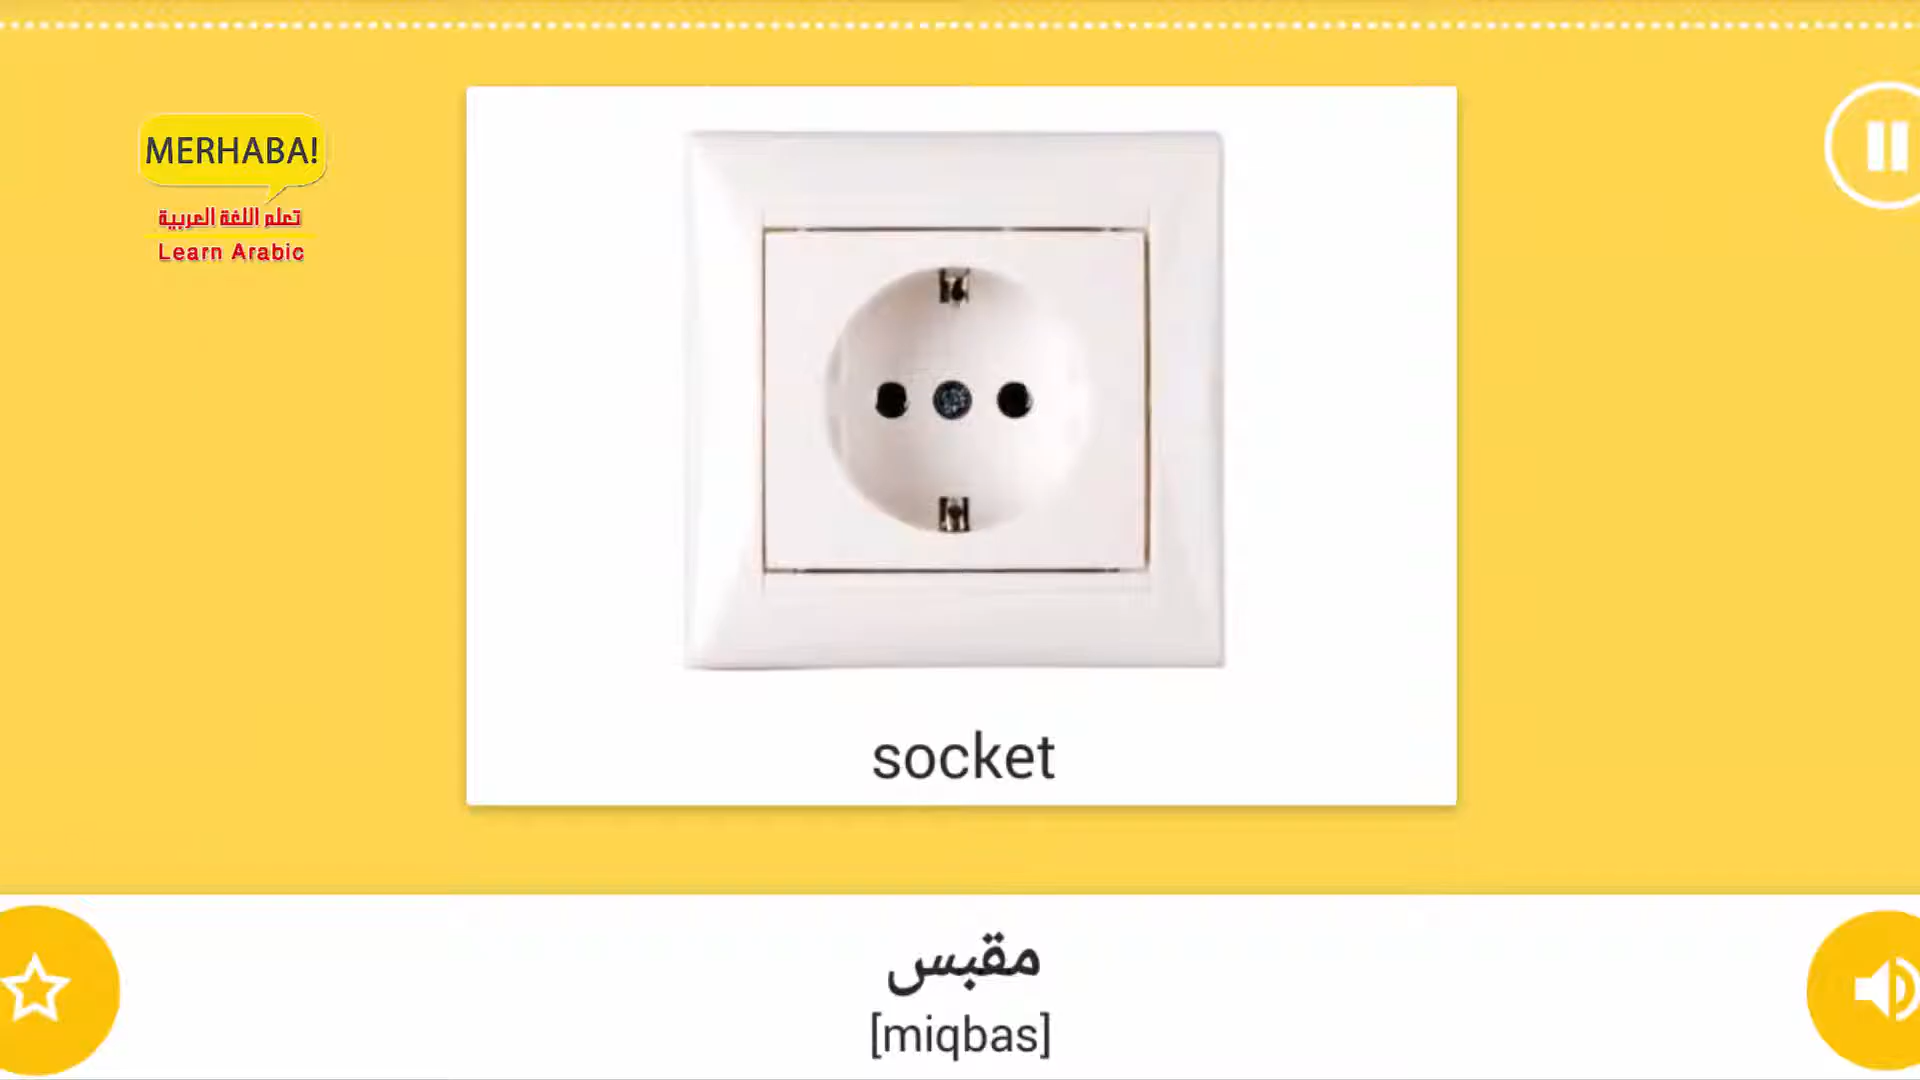 MERHABA!
تعلم اللغة العربية
Learn Arabic
socket
مقبس
[miqbas]